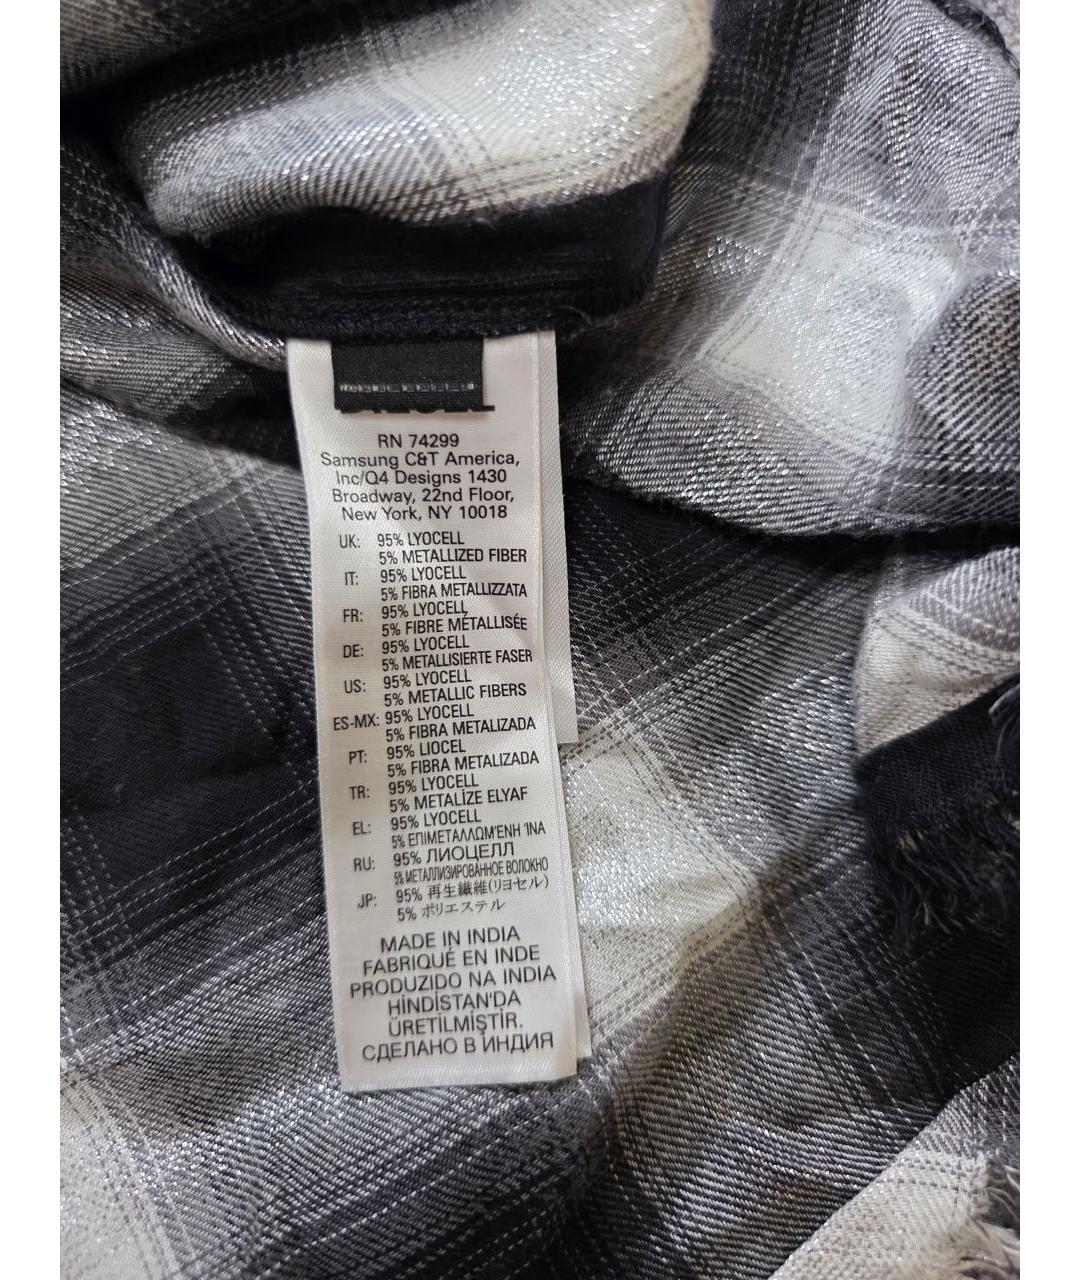 RN 74299
Samsung C&T America,
Inc/Q4 Designs 1430
Broadway, 22nd Floor,
New York, NY 10018
UK: 95% LYOCELL
5% METALLIZED FIBER
IT: 95% LYOCELL
5% FIBRA METALLIZZATA
FR: 95% LYOCELL
5% FIBRE MÉTALLISÉE
DE: 95% LYOCELL
5% METALLISIERTE FASER
US: 95% LYOCELL
5% METALLIC FIBERS
ES-MX: 95% LYOCELL
5% FIBRA METALIZADA
PT: 95% LIOCEL
5% FIBRA METALIZADA
TR: 95% LYOCELL
5% METALİZE ELYAF
EL: 95% LYOCELL
5% ΕΠΙΜΕΤΑΛΛΩΜΈΝΗ ΊΝΑ
RU: 95% ЛИОЦЕЛЛ
5% МЕТАЛЛИЗИРОВАННОЕ ВОЛОКНО
JP: 95% 再生繊維(リヨセル)
5% ポリエステル
MADE IN INDIA
FABRIQUÉ EN INDE
PRODUZIDO NA INDIA
HİNDİSTAN'DA
ÜRETİLMİŞTİR.
СДЕЛАНО В ИНДИЯ